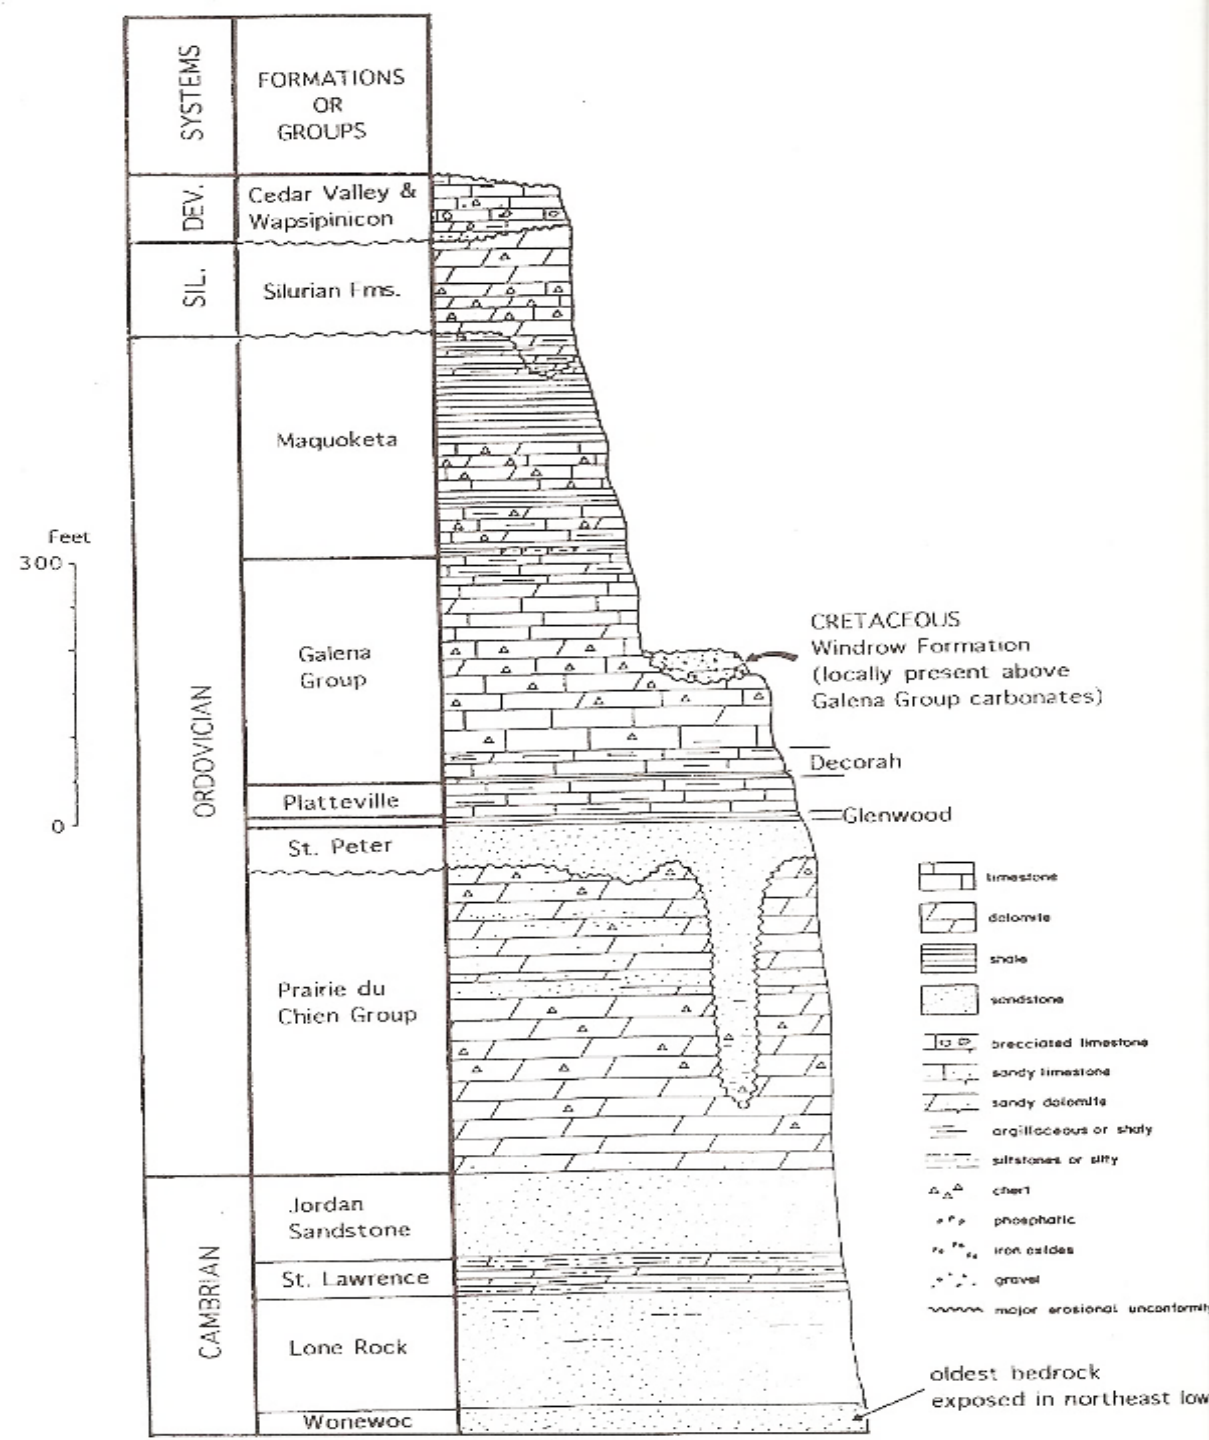 SYSTEMS
FORMATIONS
OR
GROUPS
DEV.
Cedar Valley &
Wapsipinicon
SIL.
Silurian Fms.
ORDOVICIAN
Maquoketa
Galena
Group
Platteville
St. Peter
Prairie du
Chien Group
CAMBRIAN
Jordan
Sandstone
St. Lawrence
Lone Rock
Wonewoc
Feet
300
0
CRETACEOUS
Windrow Formation
(locally present above
Galena Group carbonates)
Decorah
Glenwood
limestone
dolomite
shale
sandstone
brecciated limestone
sandy limestone
sandy dolomite
argillaceous or shaly
siltstones or silty
chert
phosphatic
iron oxides
gravel
major erosional unconformit
oldest bedrock
exposed in northeast Iow